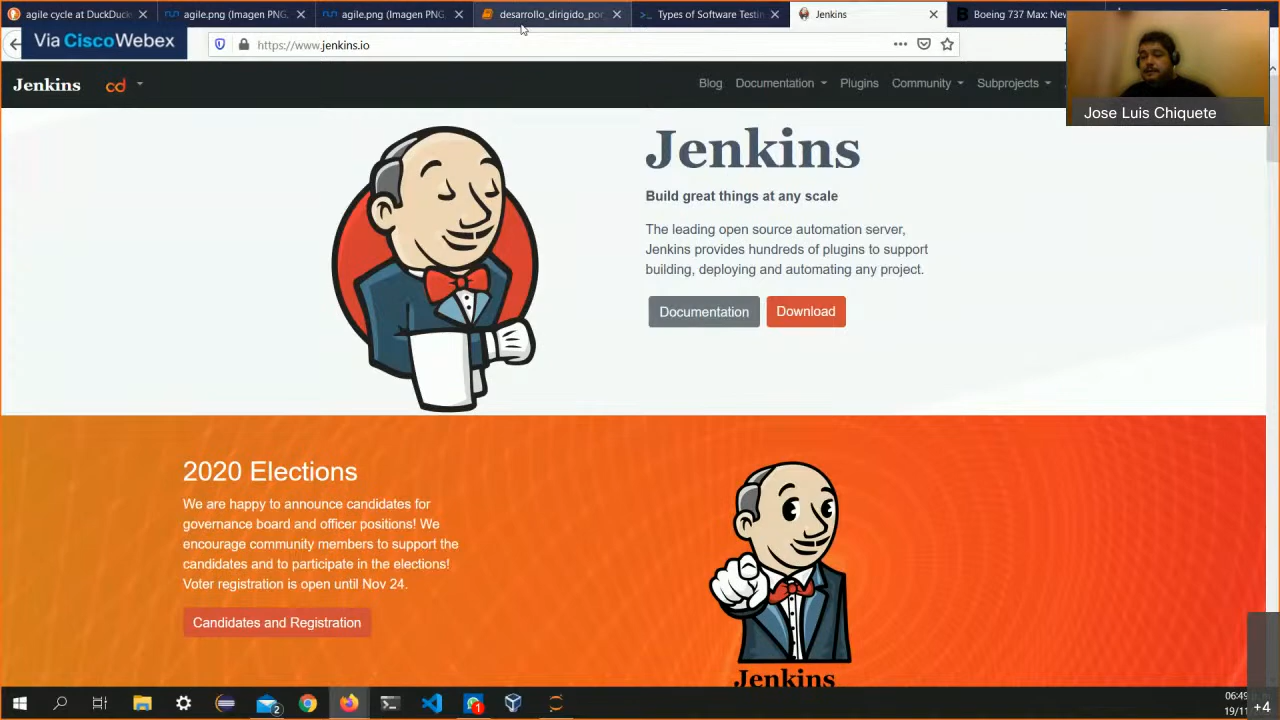 agile cycle at DuckDuc
agile.png (Imagen PNG,
agile.png (Imagen PNG,
desarrollo_dirigido_por
Types of Software Testin
Jenkins
Boeing 737 Max: Nev
Via CiscoWebex
https://www.jenkins.io
Jenkins
cd
Blog
Documentation
Plugins
Community
Subprojects
Jose Luis Chiquete
Jenkins
Build great things at any scale
The leading open source automation server,
Jenkins provides hundreds of plugins to support
building, deploying and automating any project.
Documentation
Download
2020 Elections
We are happy to announce candidates for
governance board and officer positions! We
encourage community members to support the
candidates and to participate in the elections!
Voter registration is open until Nov 24.
Candidates and Registration
Jenkins
2
1
06:49
19/11
+4